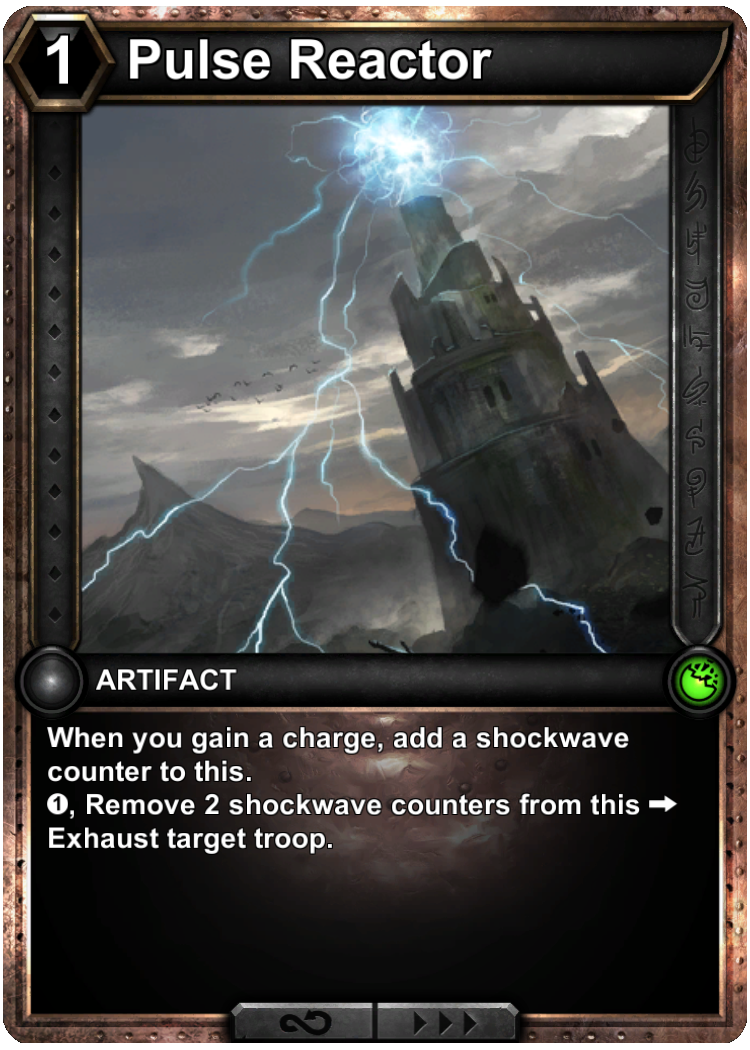 1 Pulse Reactor
ARTIFACT
When you gain a charge, add a shockwave
counter to this.
❶, Remove 2 shockwave counters from this ➞
Exhaust target troop.